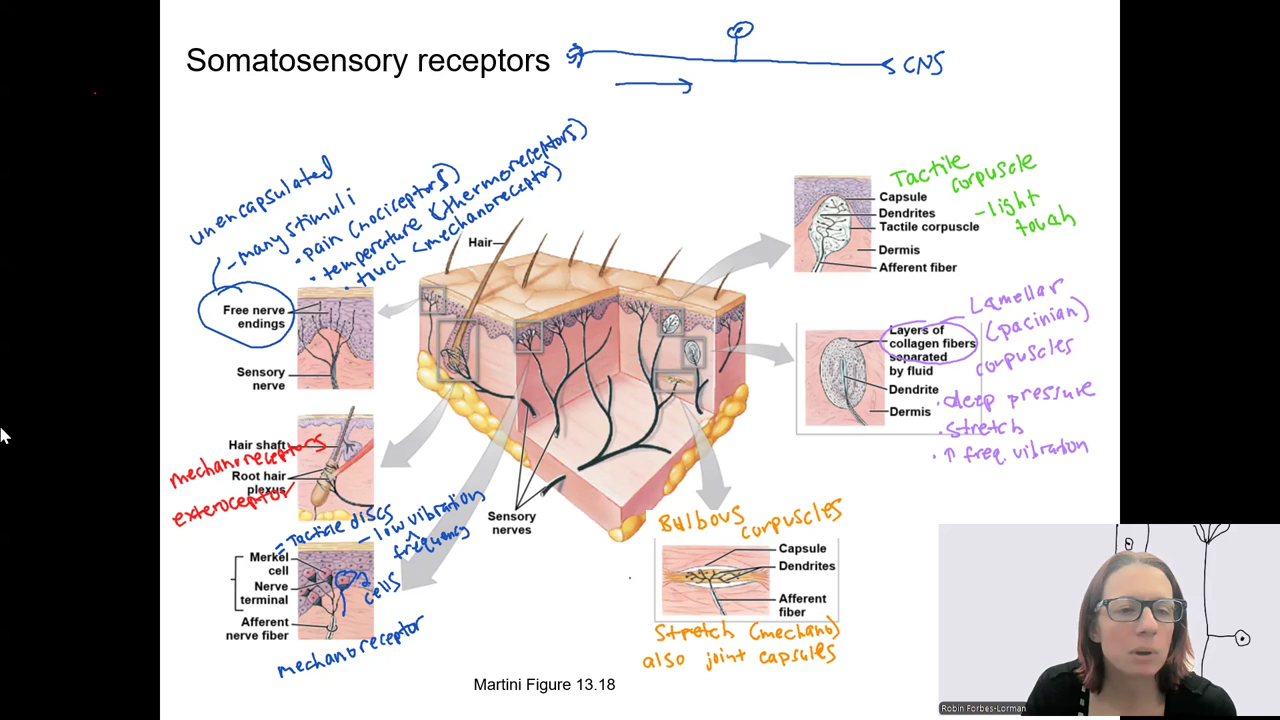 Somatosensory receptors
CNS
unencapsulated
- many stimuli
• pain (nociceptors)
• temperature (thermoreceptors)
• touch (mechanoreceptor)
Hair
Free nerve
endings
Sensory
nerve
Hair shaft
Root hair
plexus
mechanoreceptors
exteroceptor
= Tactile discs
- low vibration
frequency
Merkel
cell
Nerve
terminal
Afferent
nerve fiber
2
cells
mechanoreceptor
Sensory
nerves
Tactile
corpuscle
- light
touch
Capsule
Dendrites
Tactile corpuscle
Dermis
Afferent fiber
Lamellar
(pacinian)
corpuscles
Layers of
collagen fibers
separated
by fluid
Dendrite
Dermis
• deep pressure
• stretch
• ↑ freq. vibration
Bulbous
corpuscles
Capsule
Dendrites
Afferent
fiber
Stretch (mechano)
also joint capsules
Martini Figure 13.18
Robin Forbes-Lorman